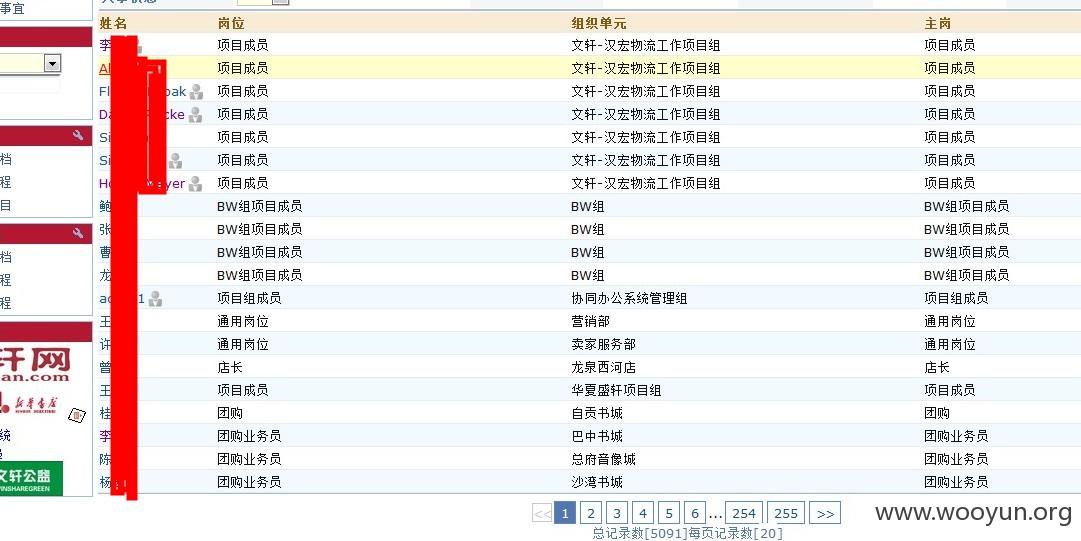 事宜
姓名 岗位 组织单元 主岗
李 项目成员 文轩-汉宏物流工作项目组 项目成员
Al 项目成员 文轩-汉宏物流工作项目组 项目成员
Fl pak 项目成员 文轩-汉宏物流工作项目组 项目成员
Da cke 项目成员 文轩-汉宏物流工作项目组 项目成员
Si 项目成员 文轩-汉宏物流工作项目组 项目成员
档 Si 项目成员 文轩-汉宏物流工作项目组 项目成员
程 Ho eyer 项目成员 文轩-汉宏物流工作项目组 项目成员
目 鲍 BW组项目成员 BW组 BW组项目成员
张 BW组项目成员 BW组 BW组项目成员
档 曹 BW组项目成员 BW组 BW组项目成员
程 龙 BW组项目成员 BW组 BW组项目成员
程 ac 1 项目组成员 协同办公系统管理组 项目组成员
王 通用岗位 营销部 通用岗位
许 通用岗位 卖家服务部 通用岗位
轩网
an.com
曾 店长 龙泉西河店 店长
王 项目成员 华夏盛轩项目组 项目成员
新华书店
桂 团购 自贡书城 团购
统 李 团购业务员 巴中书城 团购业务员
陈 团购业务员 总府音像城 团购业务员
文轩公益
WINSHAREGREEN
杨 团购业务员 沙湾书城 团购业务员
<< 1 2 3 4 5 6 ... 254 255 >>
总记录数[5091]每页记录数[20]
www.wooyun.org